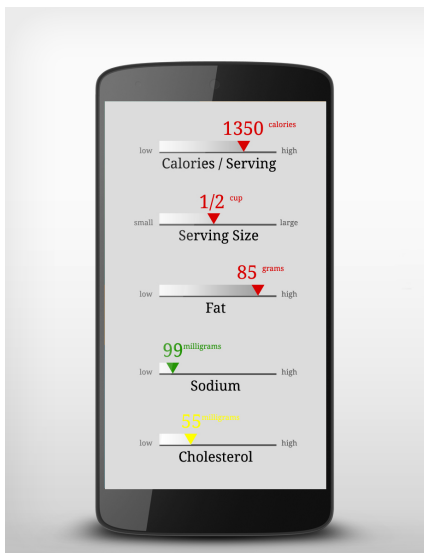 1350 calories
low high
Calories / Serving
1/2 cup
small large
Serving Size
85 grams
low high
Fat
99 milligrams
low high
Sodium
55
low high
Cholesterol